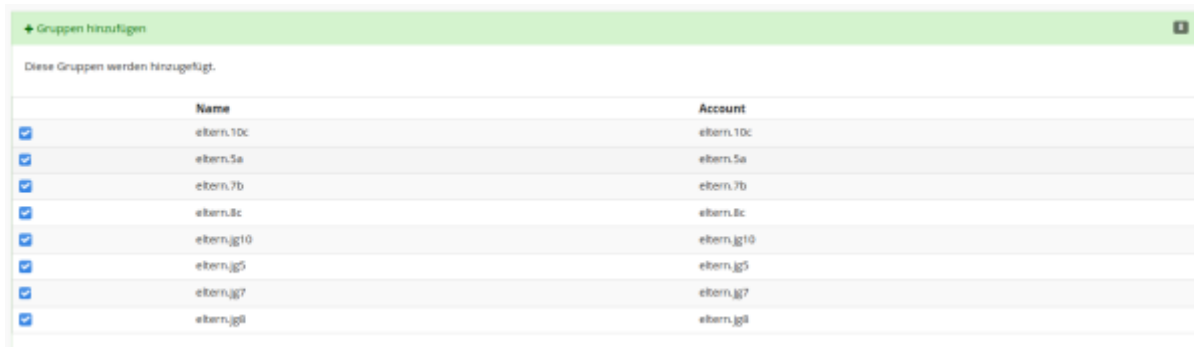 + Gruppen hinzufügen
Diese Gruppen werden hinzugefügt.
Name Account
eltern.10c eltern.10c
eltern.5a eltern.5a
eltern.7b eltern.7b
eltern.8c eltern.8c
eltern.jg10 eltern.jg10
eltern.jg5 eltern.jg5
eltern.jg7 eltern.jg7
eltern.jg8 eltern.jg8